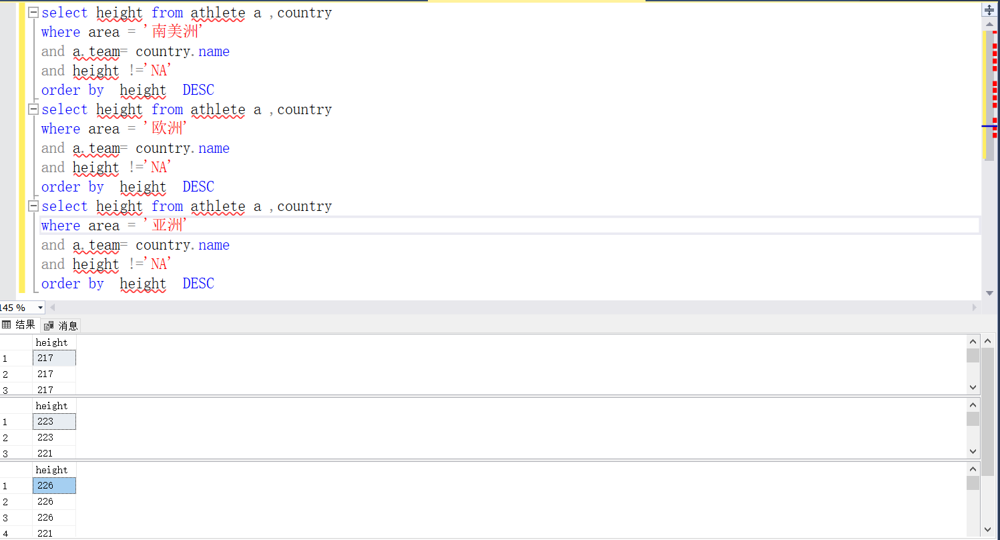 select height from athlete a ,country
where area = '南美洲'
and a.team= country.name
and height !='NA'
order by  height  DESC
select height from athlete a ,country
where area = '欧洲'
and a.team= country.name
and height !='NA'
order by  height  DESC
select height from athlete a ,country
where area = '亚洲'
and a.team= country.name
and height !='NA'
order by  height  DESC
145 %
结果 消息
height
1 217
2 217
3 217
height
1 223
2 223
3 221
height
1 226
2 226
3 226
4 221